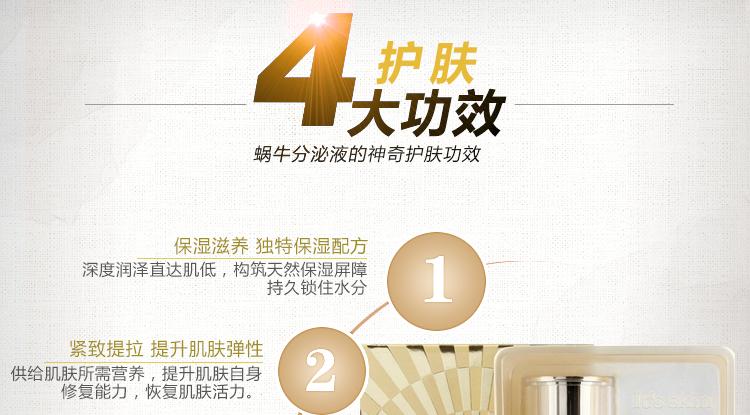 4 护肤
大功效
蜗牛分泌液的神奇护肤功效
保湿滋养 独特保湿配方
深度润泽直达肌低，构筑天然保湿屏障
持久锁住水分
1
紧致提拉 提升肌肤弹性
供给肌肤所需营养，提升肌肤自身
修复能力，恢复肌肤活力。
2